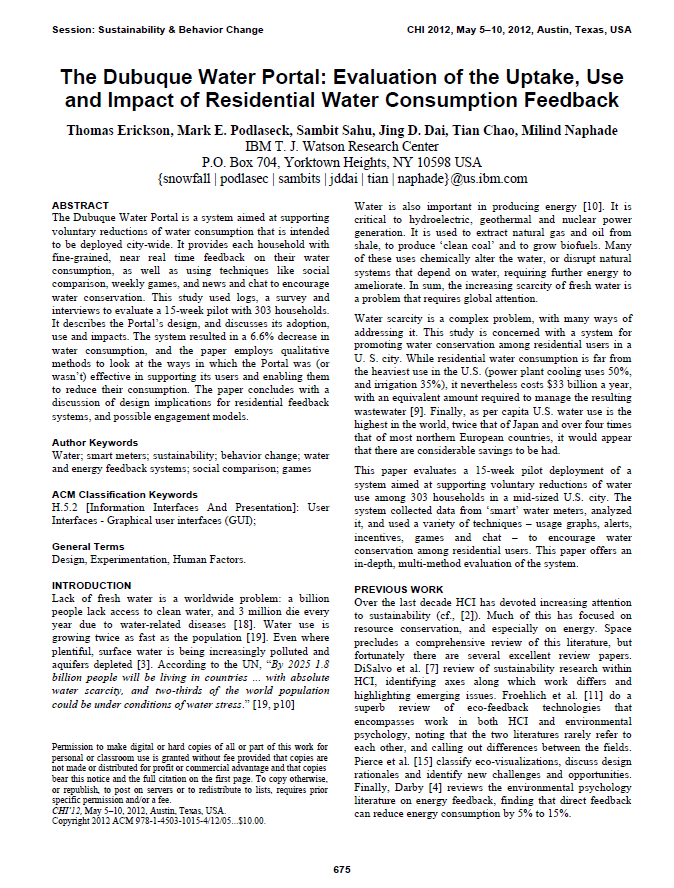 Session: Sustainability & Behavior Change
CHI 2012, May 5–10, 2012, Austin, Texas, USA
The Dubuque Water Portal: Evaluation of the Uptake, Use
and Impact of Residential Water Consumption Feedback
Thomas Erickson, Mark E. Podlaseck, Sambit Sahu, Jing D. Dai, Tian Chao, Milind Naphade
IBM T. J. Watson Research Center
P.O. Box 704, Yorktown Heights, NY 10598 USA
{snowfall | podlasec | sambits | jddai | tian | naphade}@us.ibm.com
ABSTRACT
The Dubuque Water Portal is a system aimed at supporting
voluntary reductions of water consumption that is intended
to be deployed city-wide. It provides each household with
fine-grained, near real time feedback on their water
consumption, as well as using techniques like social
comparison, weekly games, and news and chat to encourage
water conservation. This study used logs, a survey and
interviews to evaluate a 15-week pilot with 303 households.
It describes the Portal's design, and discusses its adoption,
use and impacts. The system resulted in a 6.6% decrease in
water consumption, and the paper employs qualitative
methods to look at the ways in which the Portal was (or
wasn't) effective in supporting its users and enabling them
to reduce their consumption. The paper concludes with a
discussion of design implications for residential feedback
systems, and possible engagement models.
Author Keywords
Water; smart meters; sustainability; behavior change; water
and energy feedback systems; social comparison; games
ACM Classification Keywords
H.5.2 [Information Interfaces And Presentation]: User
Interfaces - Graphical user interfaces (GUI);
General Terms
Design, Experimentation, Human Factors.
INTRODUCTION
Lack of fresh water is a worldwide problem: a billion
people lack access to clean water, and 3 million die every
year due to water-related diseases [18]. Water use is
growing twice as fast as the population [19]. Even where
plentiful, surface water is being increasingly polluted and
aquifers depleted [3]. According to the UN, “By 2025 1.8
billion people will be living in countries ... with absolute
water scarcity, and two-thirds of the world population
could be under conditions of water stress.” [19, p10]
Permission to make digital or hard copies of all or part of this work for
personal or classroom use is granted without fee provided that copies are
not made or distributed for profit or commercial advantage and that copies
bear this notice and the full citation on the first page. To copy otherwise,
or republish, to post on servers or to redistribute to lists, requires prior
specific permission and/or a fee.
CHI'12, May 5–10, 2012, Austin, Texas, USA.
Copyright 2012 ACM 978-1-4503-1015-4/12/05...$10.00.
Water is also important in producing energy [10]. It is
critical to hydroelectric, geothermal and nuclear power
generation. It is used to extract natural gas and oil from
shale, to produce ‘clean coal’ and to grow biofuels. Many
of these uses chemically alter the water, or disrupt natural
systems that depend on water, requiring further energy to
ameliorate. In sum, the increasing scarcity of fresh water is
a problem that requires global attention.
Water scarcity is a complex problem, with many ways of
addressing it. This study is concerned with a system for
promoting water conservation among residential users in a
U. S. city. While residential water consumption is far from
the heaviest use in the U.S. (power plant cooling uses 50%,
and irrigation 35%), it nevertheless costs $33 billion a year,
with an equivalent amount required to manage the resulting
wastewater [9]. Finally, as per capita U.S. water use is the
highest in the world, twice that of Japan and over four times
that of most northern European countries, it would appear
that there are considerable savings to be had.
This paper evaluates a 15-week pilot deployment of a
system aimed at supporting voluntary reductions of water
use among 303 households in a mid-sized U.S. city. The
system collected data from ‘smart’ water meters, analyzed
it, and used a variety of techniques – usage graphs, alerts,
incentives, games and chat – to encourage water
conservation among residential users. This paper offers an
in-depth, multi-method evaluation of the system.
PREVIOUS WORK
Over the last decade HCI has devoted increasing attention
to sustainability (cf., [2]). Much of this has focused on
resource conservation, and especially on energy. Space
precludes a comprehensive review of this literature, but
fortunately there are several excellent review papers.
DiSalvo et al. [7] review of sustainability research within
HCI, identifying axes along which work differs and
highlighting emerging issues. Froehlich et al. [11] do a
superb review of eco-feedback technologies that
encompasses work in both HCI and environmental
psychology, noting that the two literatures rarely refer to
each other, and calling out differences between the fields.
Pierce et al. [15] classify eco-visualizations, discuss design
rationales and identify new challenges and opportunities.
Finally, Darby [4] reviews the environmental psychology
literature on energy feedback, finding that direct feedback
can reduce energy consumption by 5% to 15%.
675